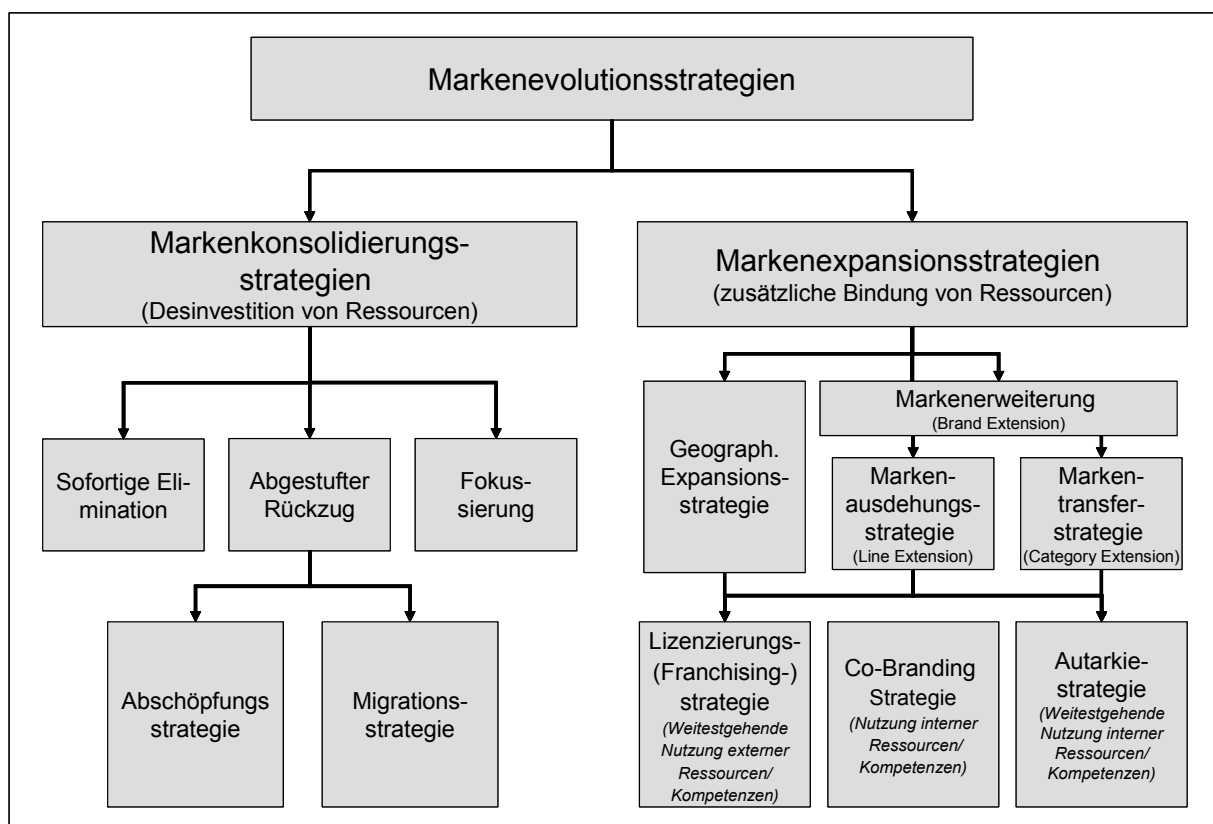 Markenevolutionsstrategien
Markenkonsolidierungs-
strategien
(Desinvestition von Ressourcen)
Markenexpansionsstrategien
(zusätzliche Bindung von Ressourcen)
Sofortige Eli-
mination
Abgestufter
Rückzug
Fokus-
sierung
Geograph.
Expansions-
strategie
Markenerweiterung
(Brand Extension)
Marken-
ausdehungs-
strategie
(Line Extension)
Marken-
transfer-
strategie
(Category Extension)
Abschöpfungs
strategie
Migrations-
strategie
Lizenzierungs-
(Franchising-)
strategie
(Weitestgehende
Nutzung externer
Ressourcen/
Kompetenzen)
Co-Branding
Strategie
(Nutzung interner
Ressourcen/
Kompetenzen)
Autarkie-
strategie
(Weitestgehende
Nutzung interner
Ressourcen/
Kompetenzen)